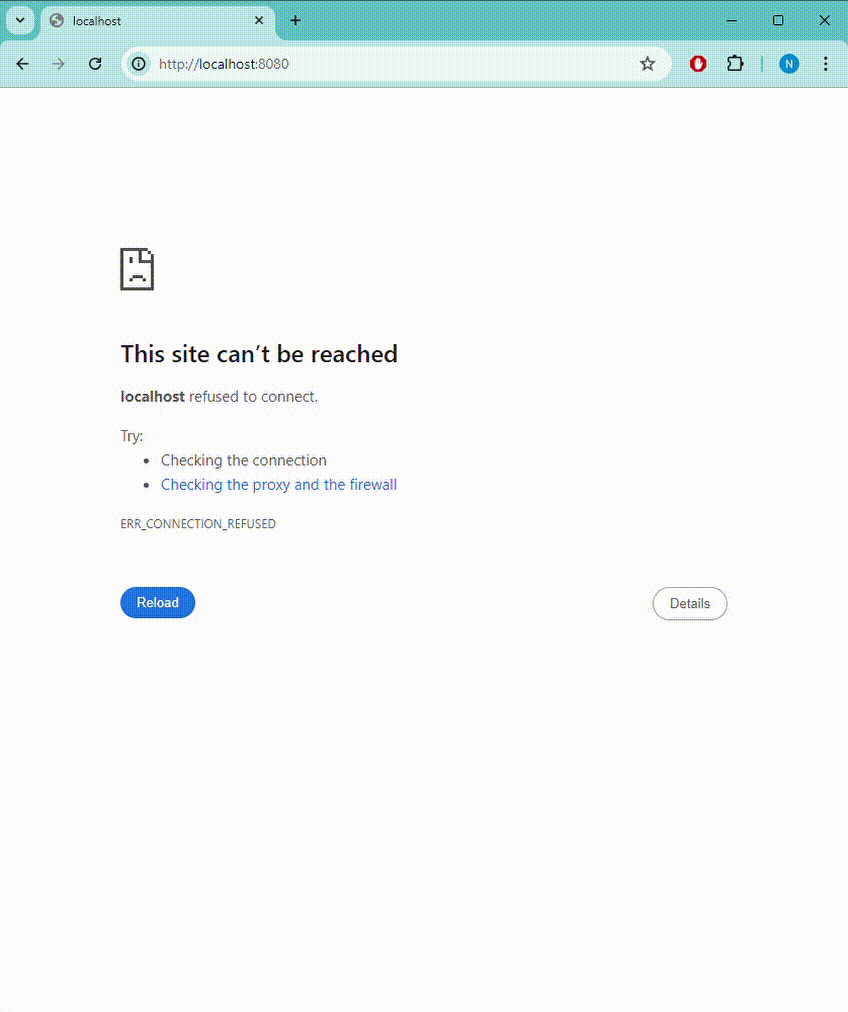 localhost
http://localhost:8080
N
This site can’t be reached
localhost refused to connect.
Try:
Checking the connection
Checking the proxy and the firewall
ERR_CONNECTION_REFUSED
Reload
Details